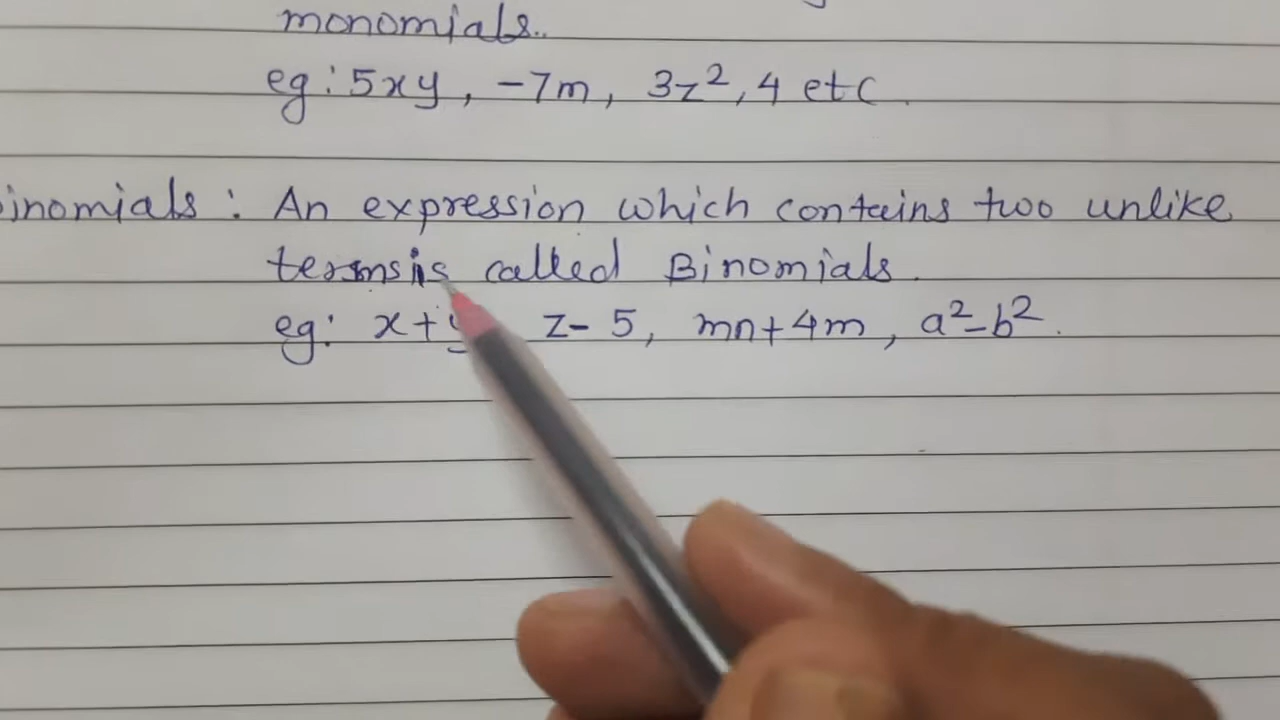 monomials..
eg: 5xy, -7m, 3z², 4 etc.
inomials: An expression which contains two unlike
terms is called Binomials.
eg: x+y z- 5, mn+4m, a²-b².